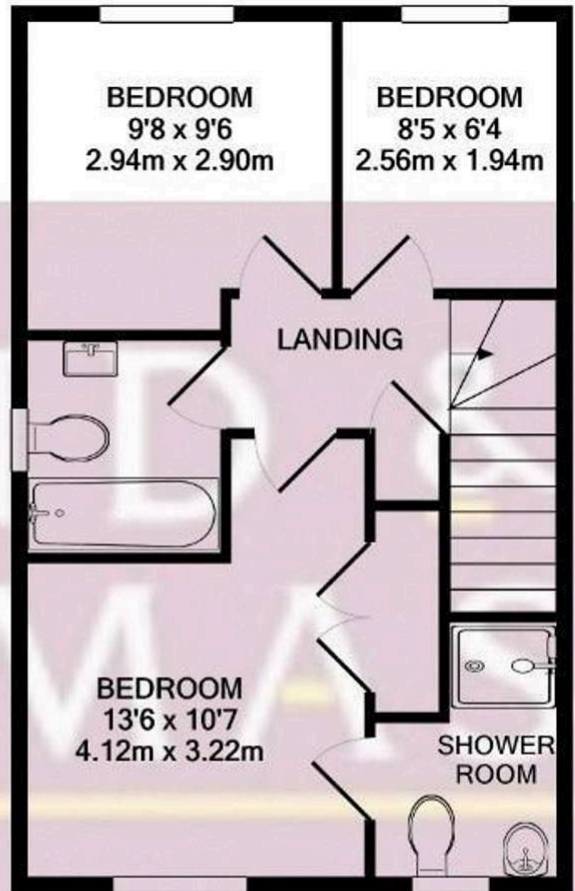 BEDROOM
9'8 x 9'6
2.94m x 2.90m
BEDROOM
8'5 x 6'4
2.56m x 1.94m
LANDING
BEDROOM
13'6 x 10'7
4.12m x 3.22m
SHOWER
ROOM